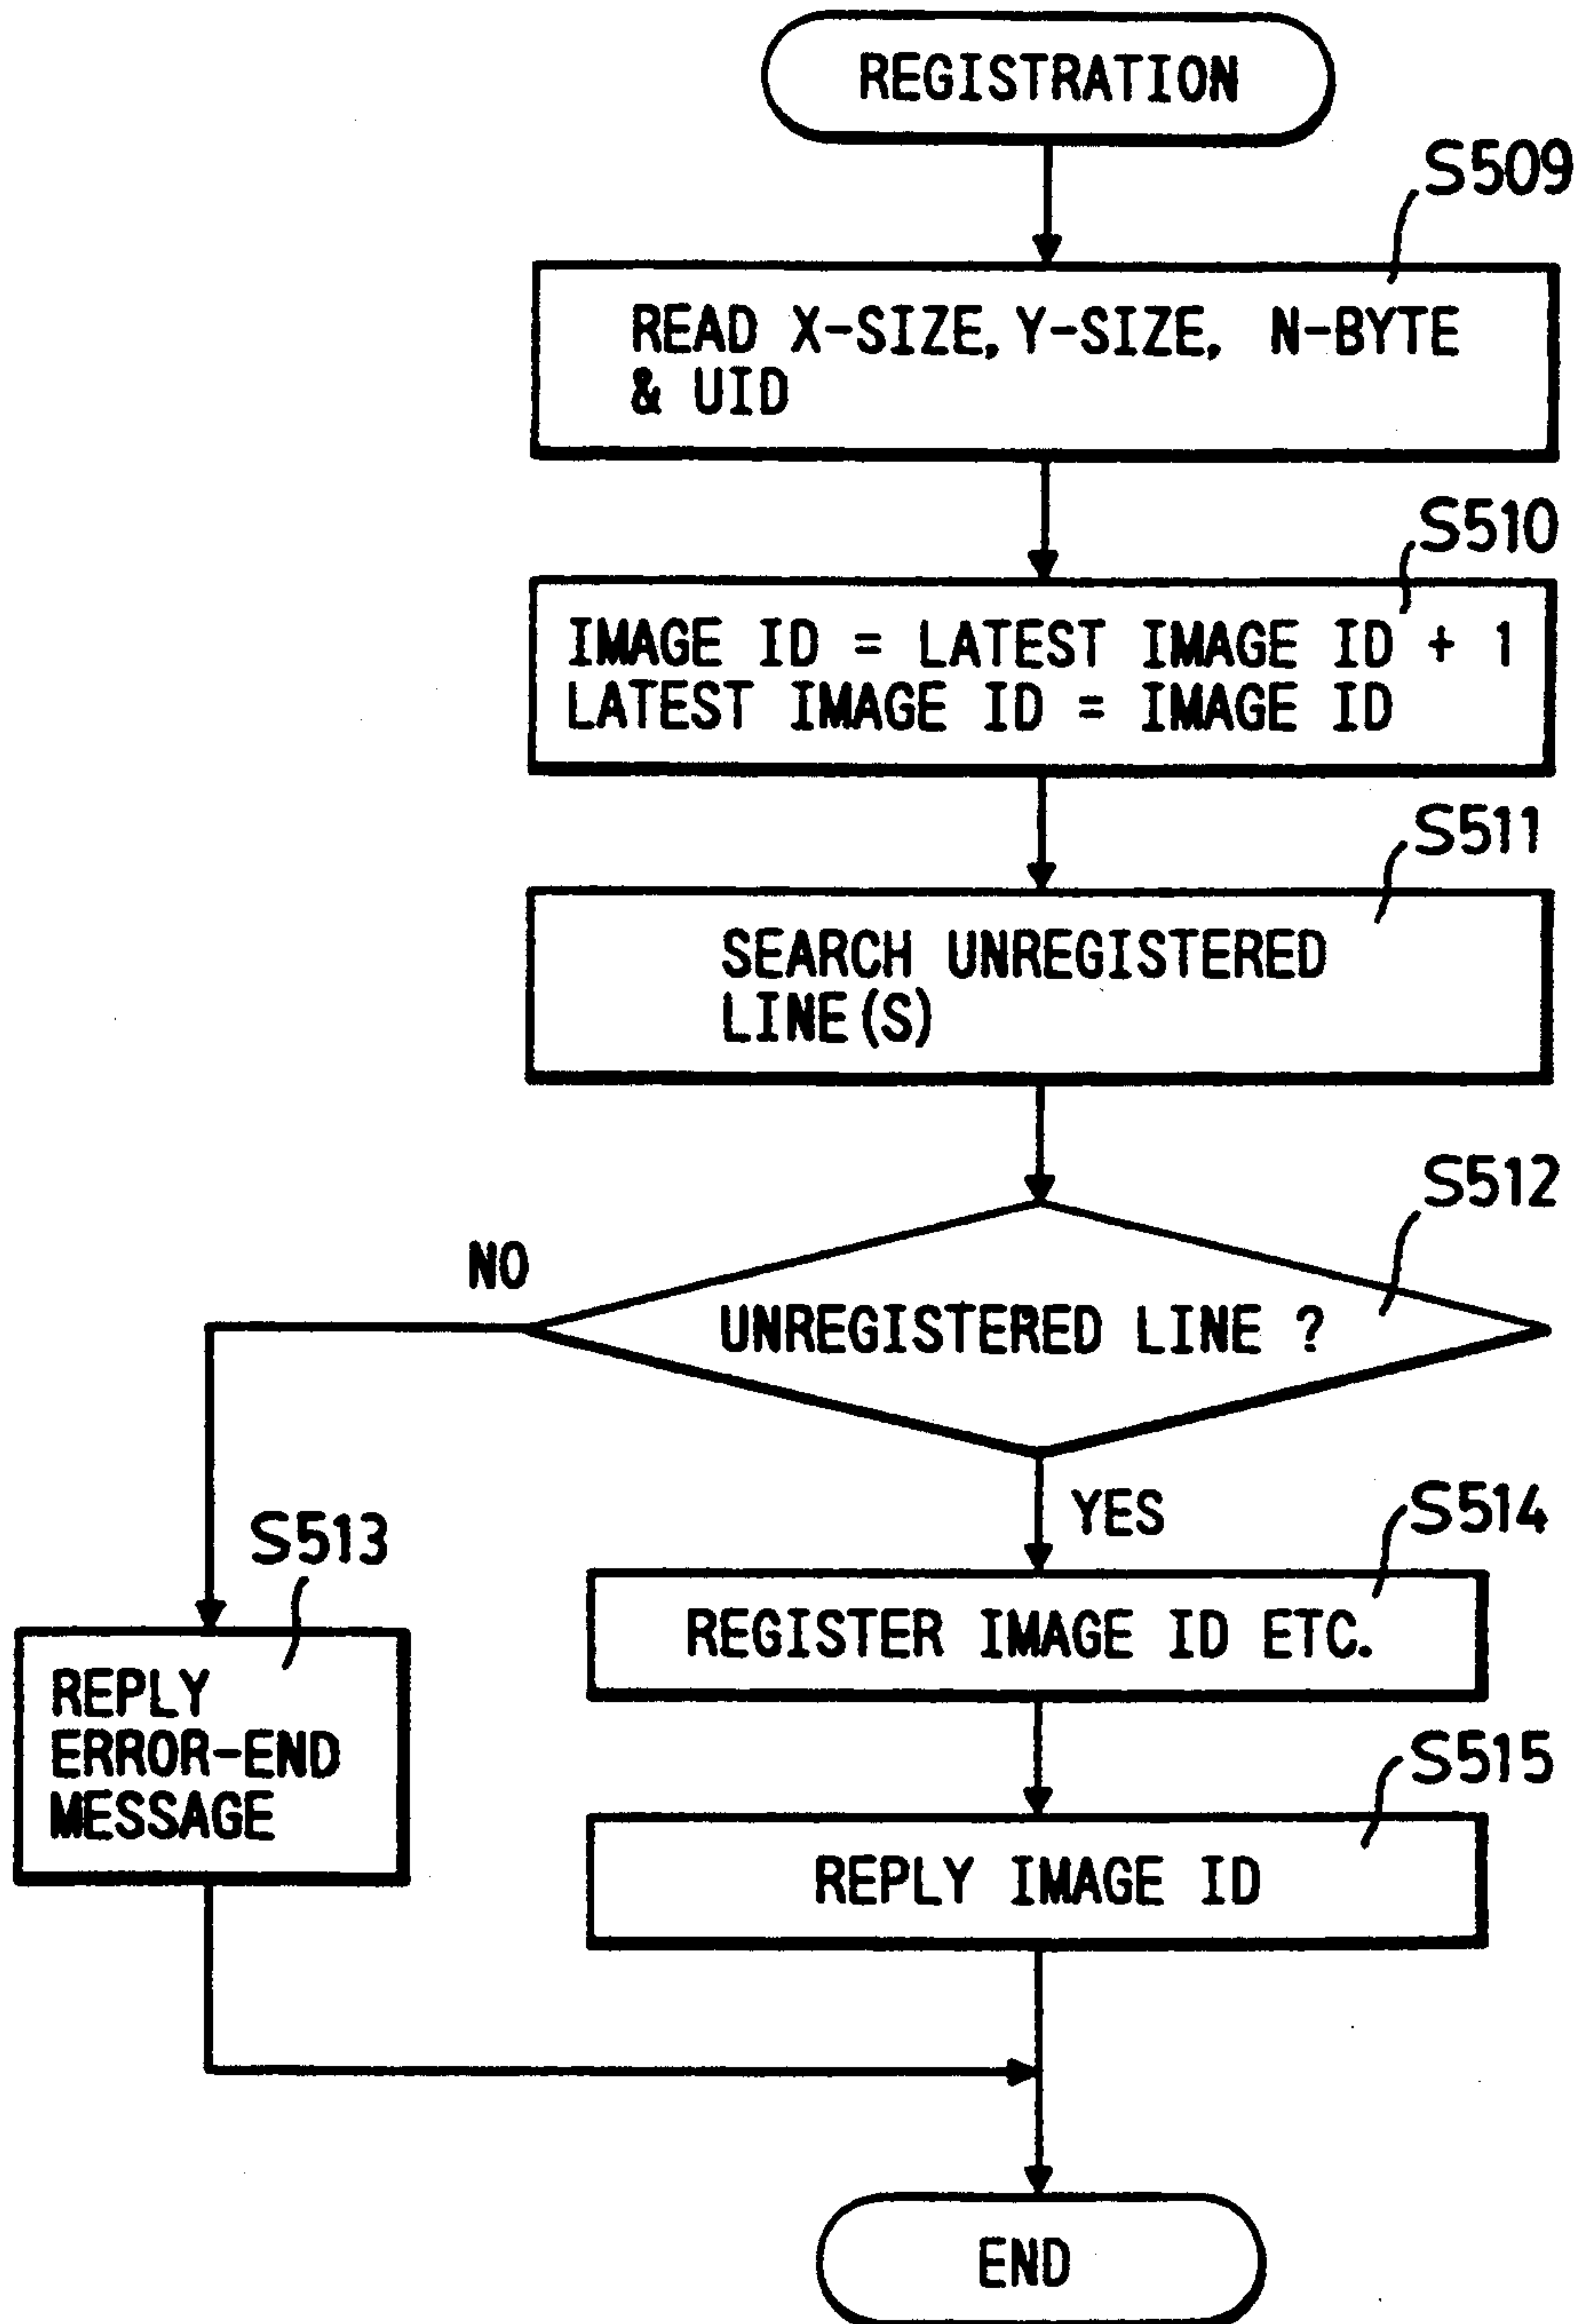 REGISTRATION
S509
READ X-SIZE, Y-SIZE, N-BYTE
& UID
S510
IMAGE ID = LATEST IMAGE ID + 1
LATEST IMAGE ID = IMAGE ID
S511
SEARCH UNREGISTERED
LINE(S)
S512
NO
UNREGISTERED LINE ?
YES
S513
S514
REPLY
ERROR-END
MESSAGE
REGISTER IMAGE ID ETC.
S515
REPLY IMAGE ID
END